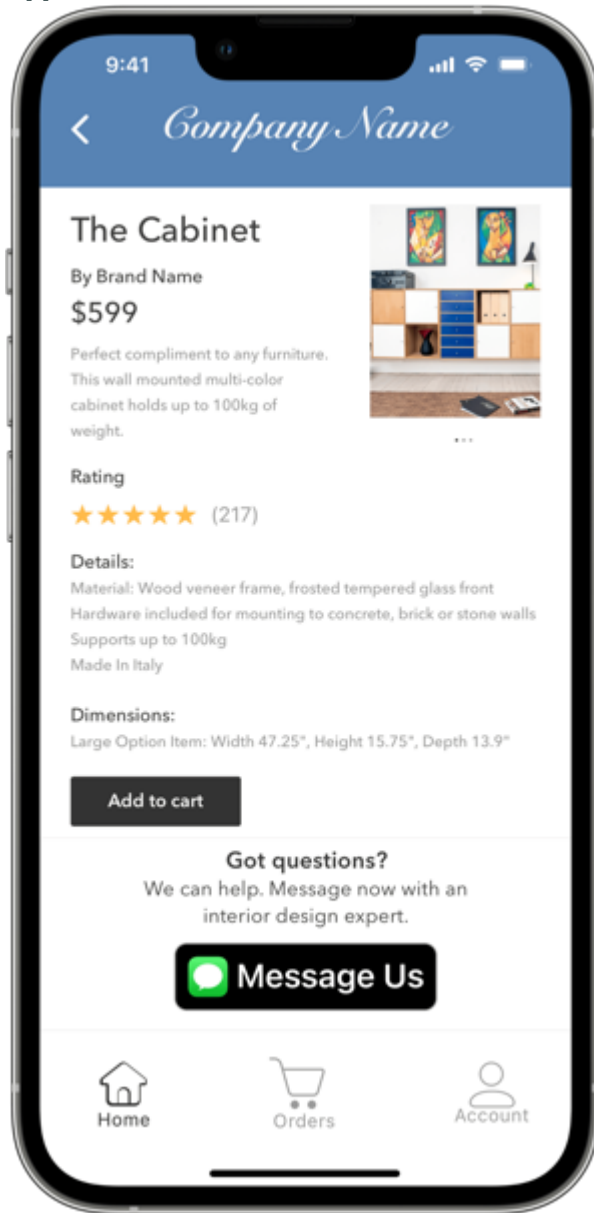 9:41
Company Name
The Cabinet
By Brand Name
$599
Perfect compliment to any furniture.
This wall mounted multi-color
cabinet holds up to 100kg of
weight.
Rating
(217)
Details:
Material: Wood veneer frame, frosted tempered glass front
Hardware included for mounting to concrete, brick or stone walls
Supports up to 100kg
Made In Italy
Dimensions:
Large Option Item: Width 47.25", Height 15.75", Depth 13.9"
Add to cart
Got questions?
We can help. Message now with an
interior design expert.
Message Us
Home
Orders
Account